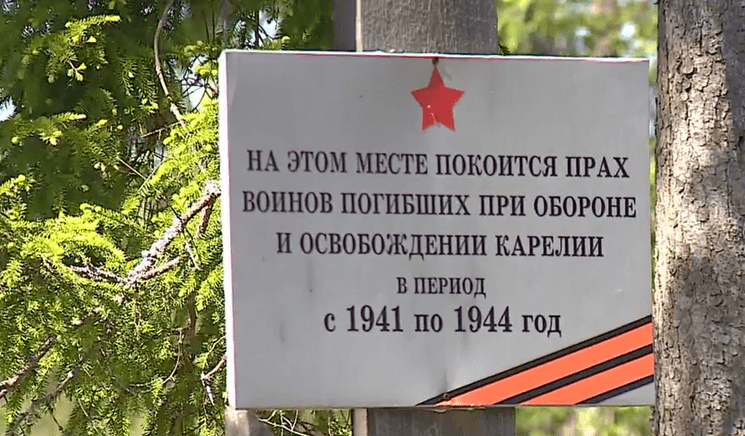 НА ЭТОМ МЕСТЕ ПОКОИТСЯ ПРАХ
ВОИНОВ ПОГИБШИХ ПРИ ОБОРОНЕ
И ОСВОБОЖДЕНИИ КАРЕЛИИ
В ПЕРИОД
с 1941 по 1944 год